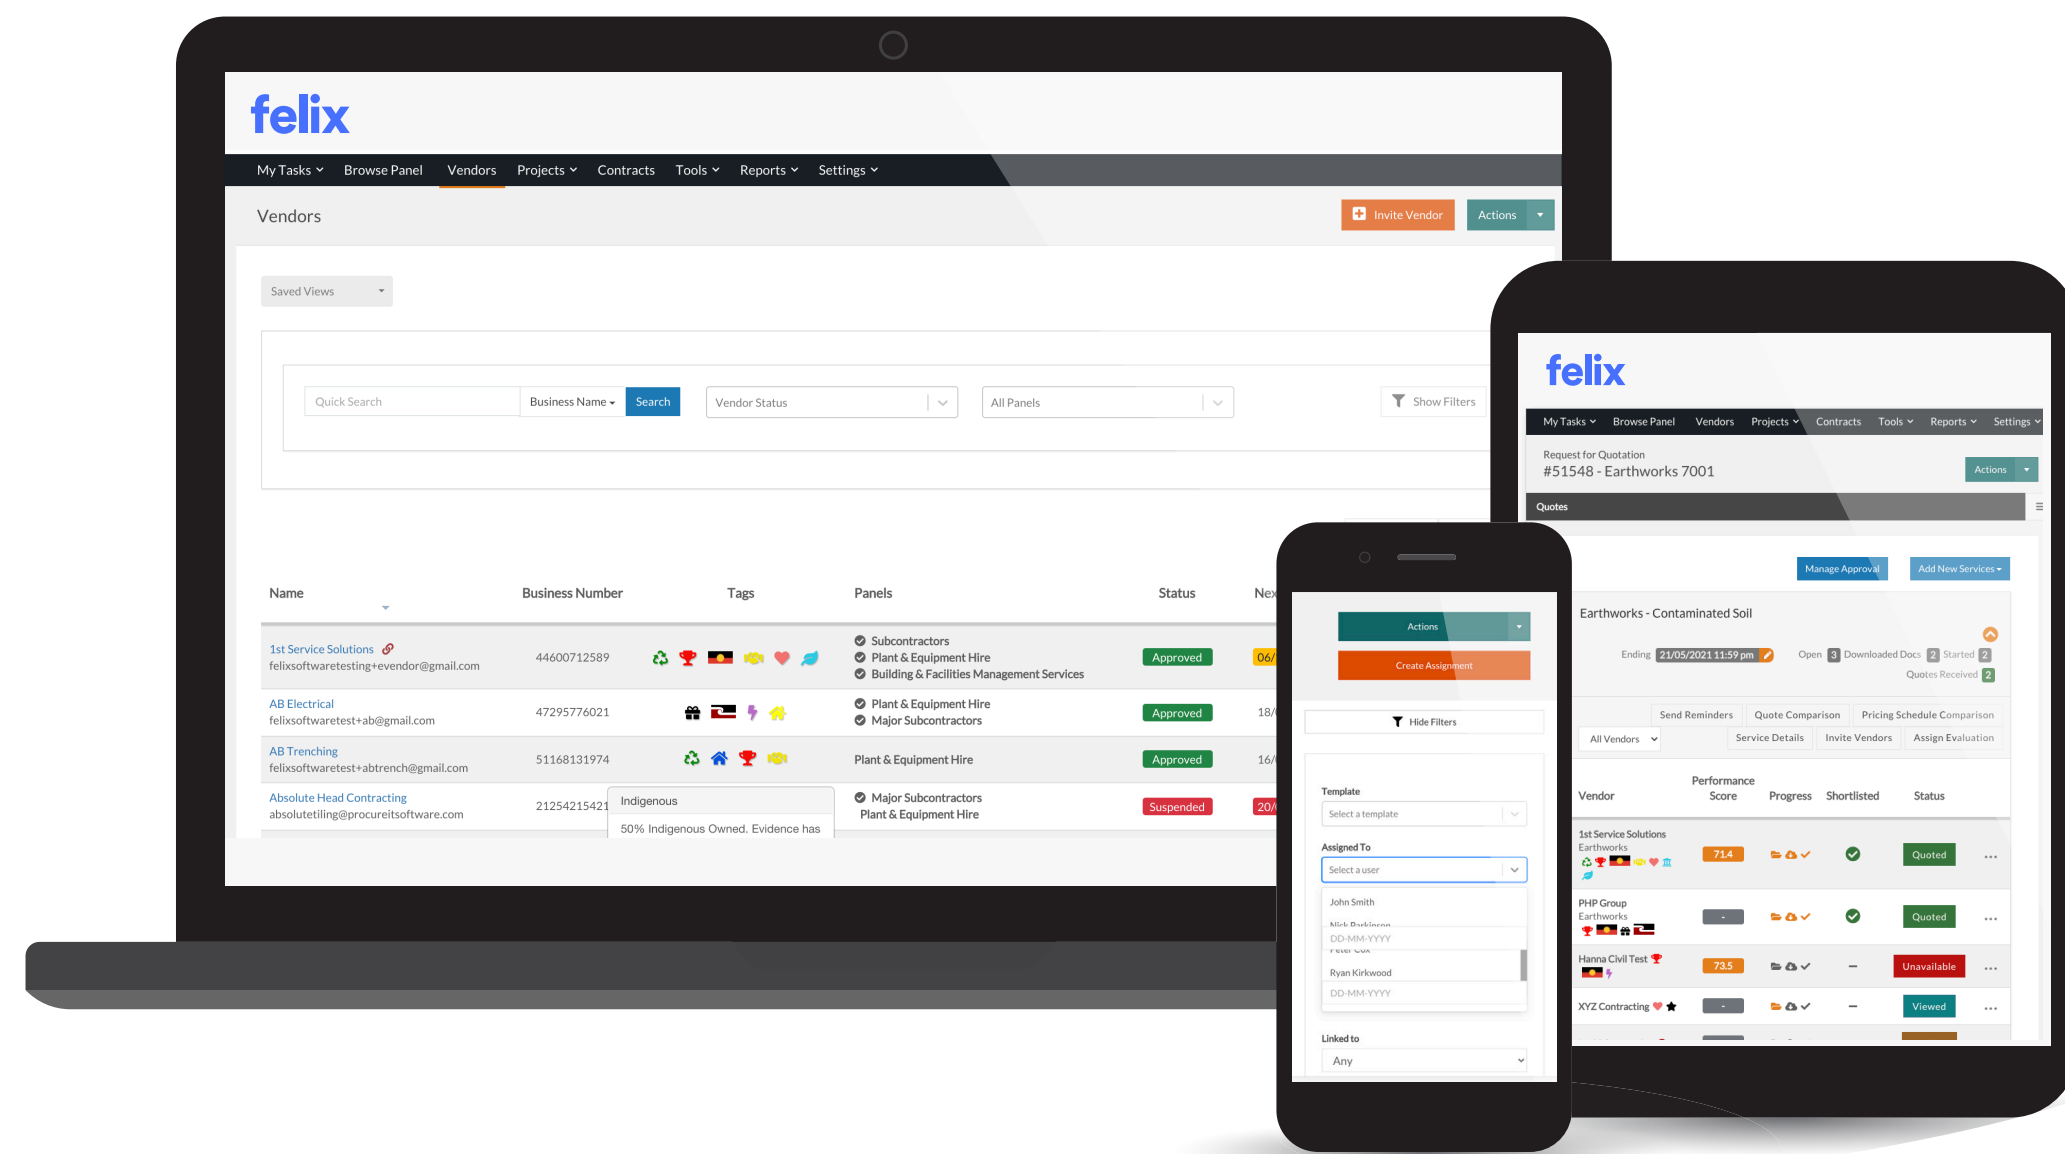 felix
My Tasks Browse Panel Vendors Projects Contracts Tools Reports Settings
Vendors
Invite Vendor Actions
Saved Views
Quick Search Business Name Search Vendor Status All Panels Show Filters
Name Business Number Tags Panels Status
1st Service Solutions
felixsoftwaretesting+evendor@gmail.com
44600712589
Subcontractors
Plant & Equipment Hire
Building & Facilities Management Services
Approved
AB Electrical
felixsoftwaretest+ab@gmail.com
47295776021
Plant & Equipment Hire
Major Subcontractors
Approved
AB Trenching
felixsoftwaretest+abtrench@gmail.com
51168131974
Plant & Equipment Hire
Approved
Absolute Head Contracting
absolutetiling@procureitsoftware.com
21254215421
Major Subcontractors
Plant & Equipment Hire
Suspended
Indigenous
50% Indigenous Owned. Evidence has
Actions
Create Assignment
Hide Filters
Template
Select a template
Assigned To
Select a user
John Smith
Nick Parkinson
DD-MM-YYYY
Peter Cox
Ryan Kirkwood
DD-MM-YYYY
Linked to
Any
felix
My Tasks Browse Panel Vendors Projects Contracts Tools Reports Settings
Request for Quotation
#51548 - Earthworks 7001
Actions
Quotes
Manage Approval Add New Services
Earthworks - Contaminated Soil
Ending 21/05/2021 11:59 pm Open 3 Downloaded Docs 2 Started 2
Quotes Received 2
Send Reminders Quote Comparison Pricing Schedule Comparison
All Vendors Service Details Invite Vendors Assign Evaluation
Vendor Performance Score Progress Shortlisted Status
1st Service Solutions
Earthworks
71.4 Quoted ...
PHP Group
Earthworks
- Quoted ...
Hanna Civil Test
73.5 – Unavailable ...
XYZ Contracting - – Viewed ...